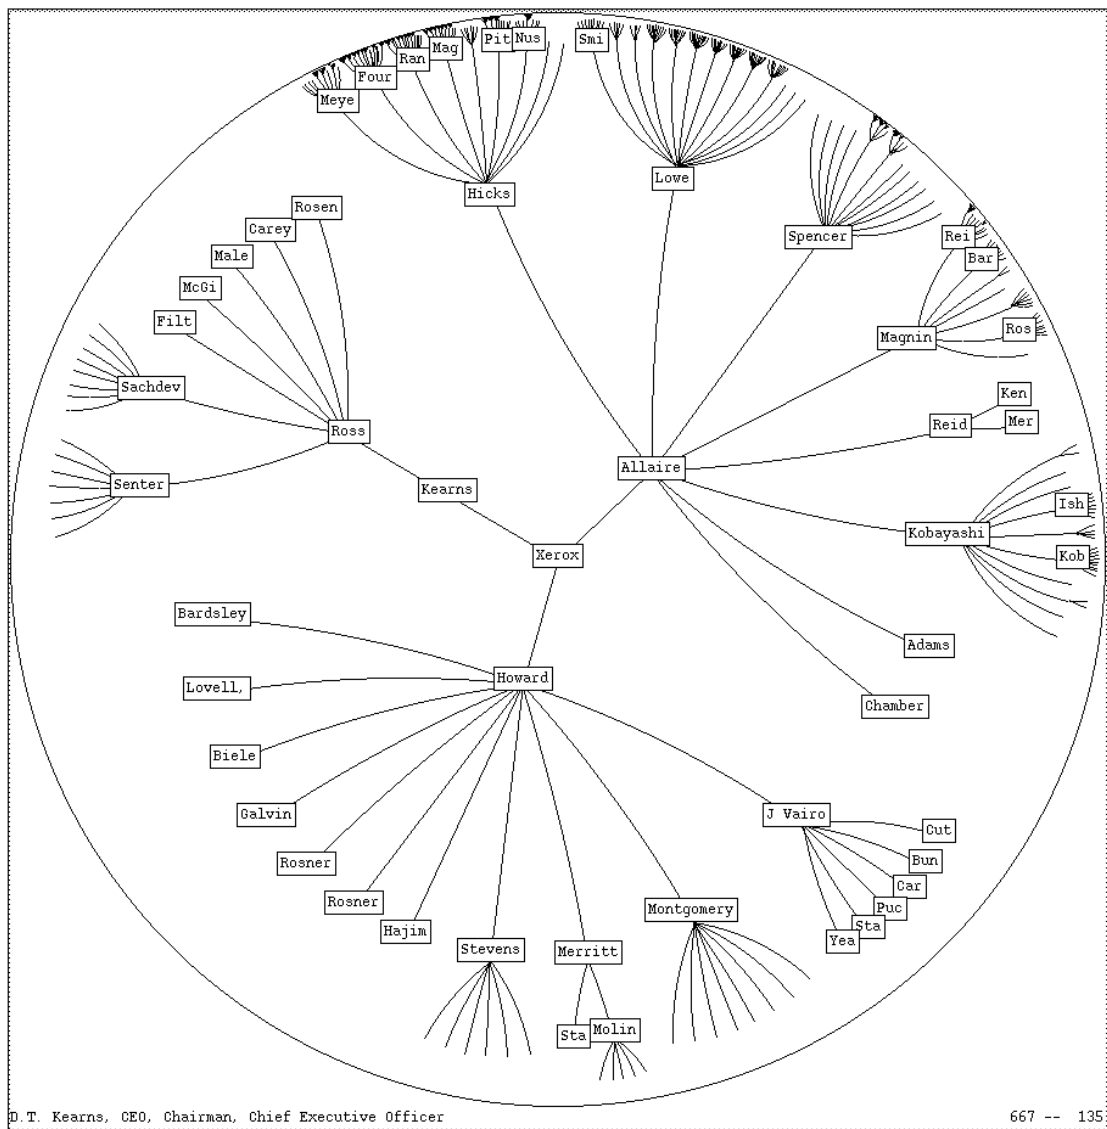 Pit
Nus
Smi
Mag
Ran
Four
Meye
Lowe
Hicks
Rosen
Carey
Spencer
Rei
Male
Bar
McGi
Filt
Ros
Magnin
Sachdev
Ken
Mer
Ross
Reid
Allaire
Senter
Kearns
Ish
Kobayashi
Xerox
Kob
Bardsley
Adams
Howard
Lovell,
Chamber
Biele
Galvin
J Vairo
Cut
Rosner
Bun
Car
Rosner
Puc
Montgomery
Sta
Hajim
Yea
Stevens
Merritt
Sta
Molin
D.T. Kearns, CEO, Chairman, Chief Executive Officer
667 -- 135